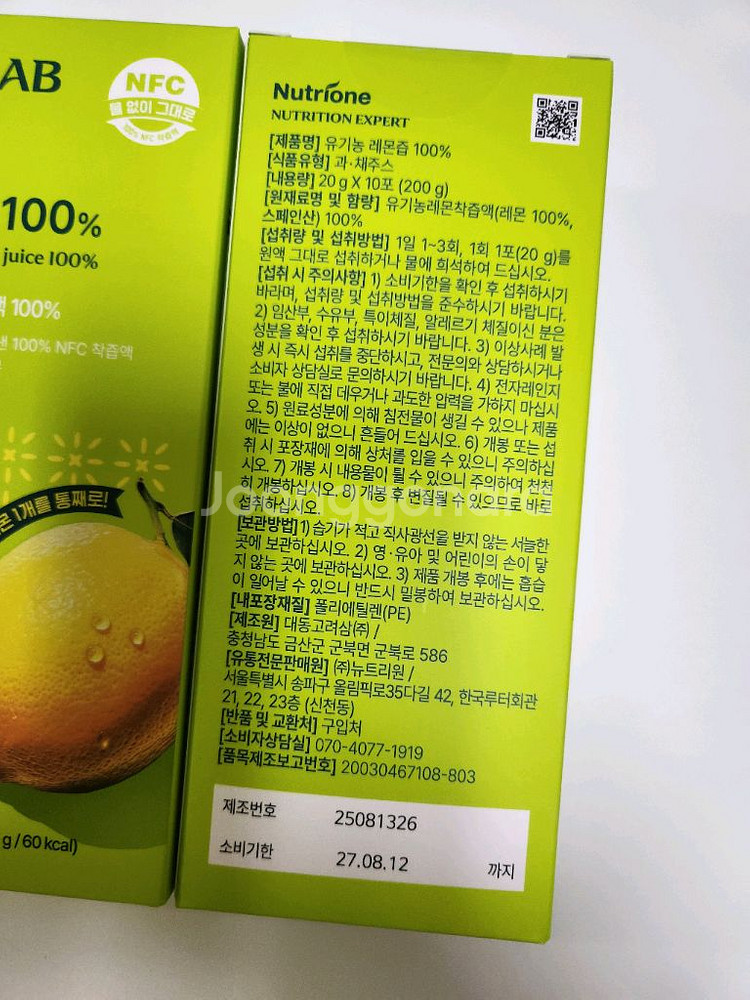 AB
NFC
물 없이 그대로
100% NFC 착즙액
100%
juice 100%
액 100%
100% NFC 착즙액
몬 1개를 통째로!
g / 60 kcal)
Nutrione
NUTRITION EXPERT
[제품명] 유기농 레몬즙 100%
[식품유형] 과·채주스
[내용량] 20 g X 10포 (200 g)
[원재료명 및 함량] 유기농레몬착즙액(레몬 100%,
스페인산) 100%
[섭취량 및 섭취방법] 1일 1~3회, 1회 1포(20 g)를
원액 그대로 섭취하거나 물에 희석하여 드십시오.
[섭취 시 주의사항] 1) 소비기한을 확인 후 섭취하시기
바라며, 섭취량 및 섭취방법을 준수하시기 바랍니다.
2) 임산부, 수유부, 특이체질, 알레르기 체질이신 분은
성분을 확인 후 섭취하시기 바랍니다. 3) 이상사례 발
생 시 즉시 섭취를 중단하시고, 전문의와 상담하시거나
소비자 상담실로 문의하시기 바랍니다. 4) 전자레인지
또는 불에 직접 데우거나 과도한 압력을 가하지 마십시
오. 5) 원료성분에 의해 침전물이 생길 수 있으나 제품
에는 이상이 없으니 흔들어 드십시오. 6) 개봉 또는 섭
취 시 포장재에 의해 상처를 입을 수 있으니 주의하십
시오. 7) 개봉 시 내용물이 튈 수 있으니 주의하여 천천
히 개봉하십시오. 8) 개봉 후 변질될 수 있으므로 바로
섭취하십시오.
[보관방법] 1) 습기가 적고 직사광선을 받지 않는 서늘한
곳에 보관하십시오. 2) 영·유아 및 어린이의 손이 닿
지 않는 곳에 보관하십시오. 3) 제품 개봉 후에는 흡습
이 일어날 수 있으니 반드시 밀봉하여 보관하십시오.
[내포장재질] 폴리에틸렌(PE)
[제조원] 대동고려삼㈜ /
충청남도 금산군 군북면 군북로 586
[유통전문판매원] ㈜뉴트리원 /
서울특별시 송파구 올림픽로35다길 42, 한국루터회관
21, 22, 23층 (신천동)
[반품 및 교환처] 구입처
[소비자상담실] 070-4077-1919
[품목제조보고번호] 20030467108-803
제조번호 25081326
소비기한 27.08.12 까지
Joonggonara